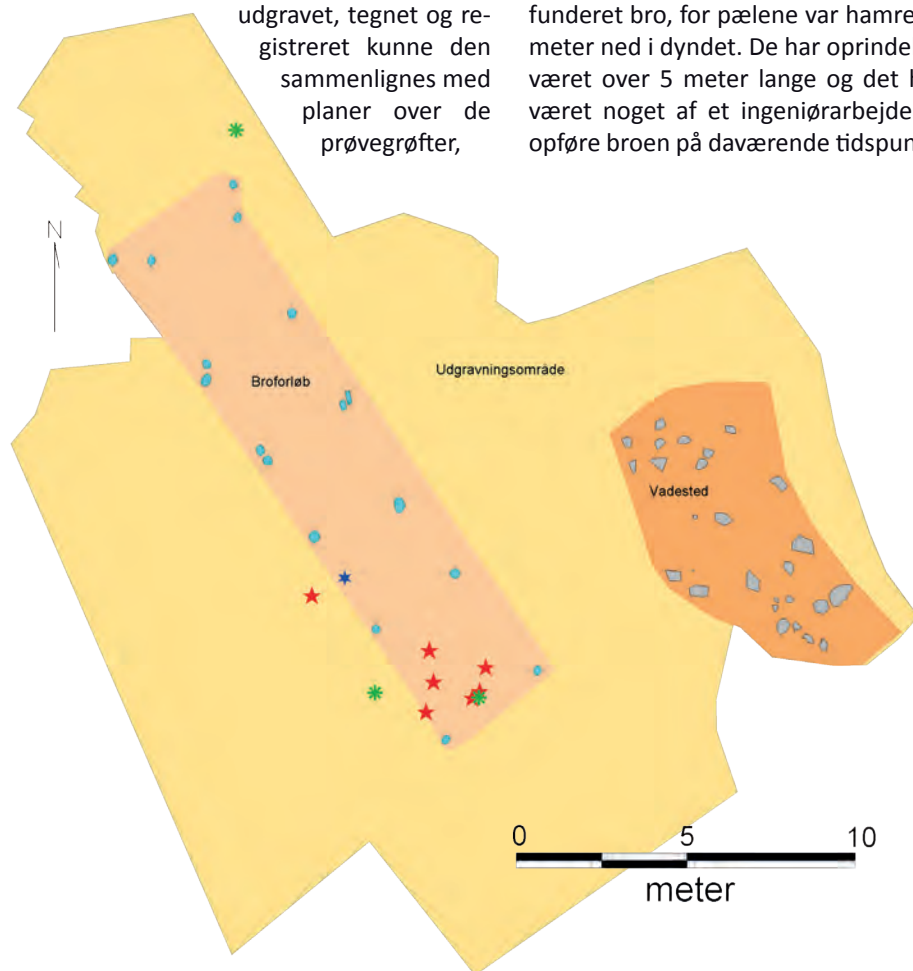 udgravet, tegnet og re-
gistreret kunne den
sammenlignes med
planer over de
prøvegrøfter,
funderet bro, for pælene var hamre
meter ned i dyndet. De har oprinde
været over 5 meter lange og det
været noget af et ingeniørarbejde
opføre broen på daværende tidspun
N
Broforløb
Udgravningsområde
Vadested
0 5 10
meter